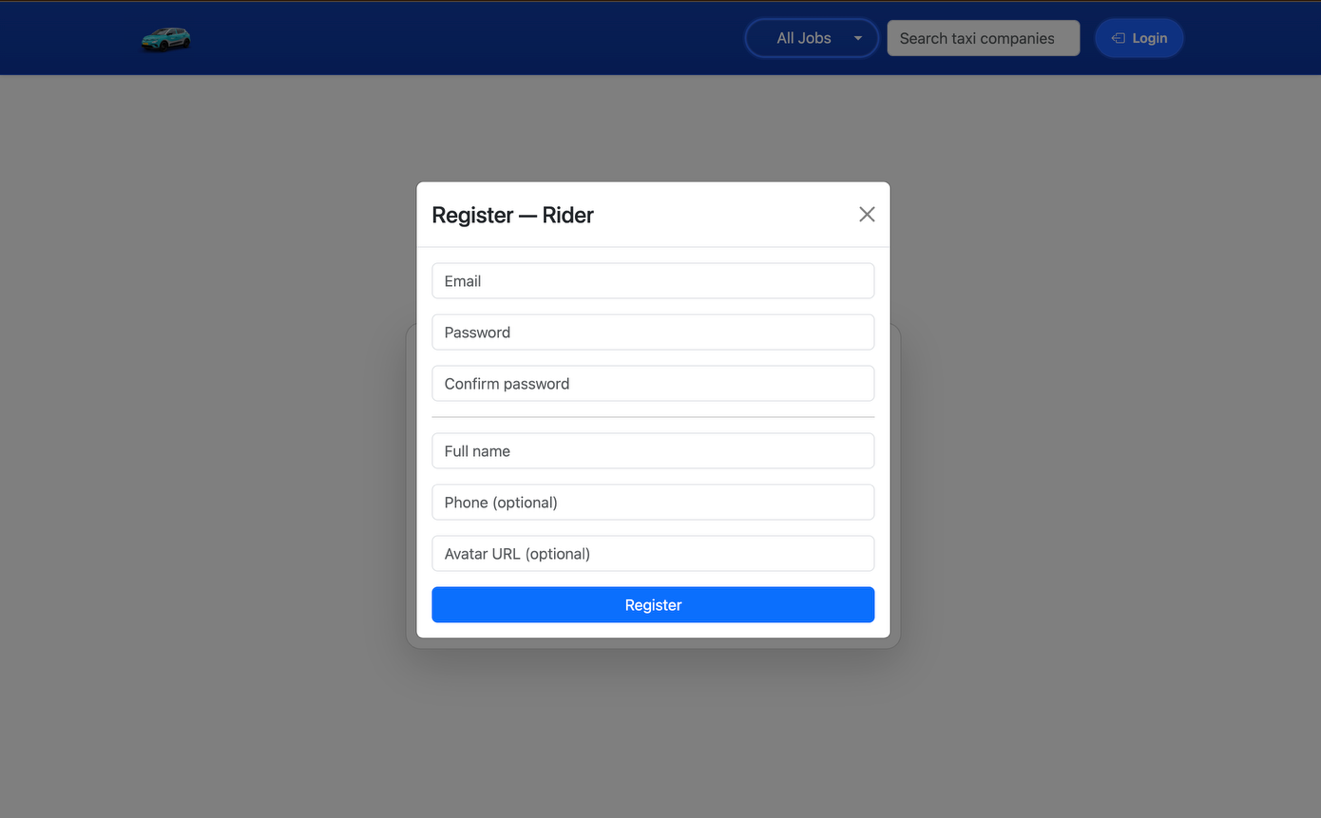 All Jobs
Search taxi companies
Login
Register — Rider
Email
Password
Confirm password
Full name
Phone (optional)
Avatar URL (optional)
Register